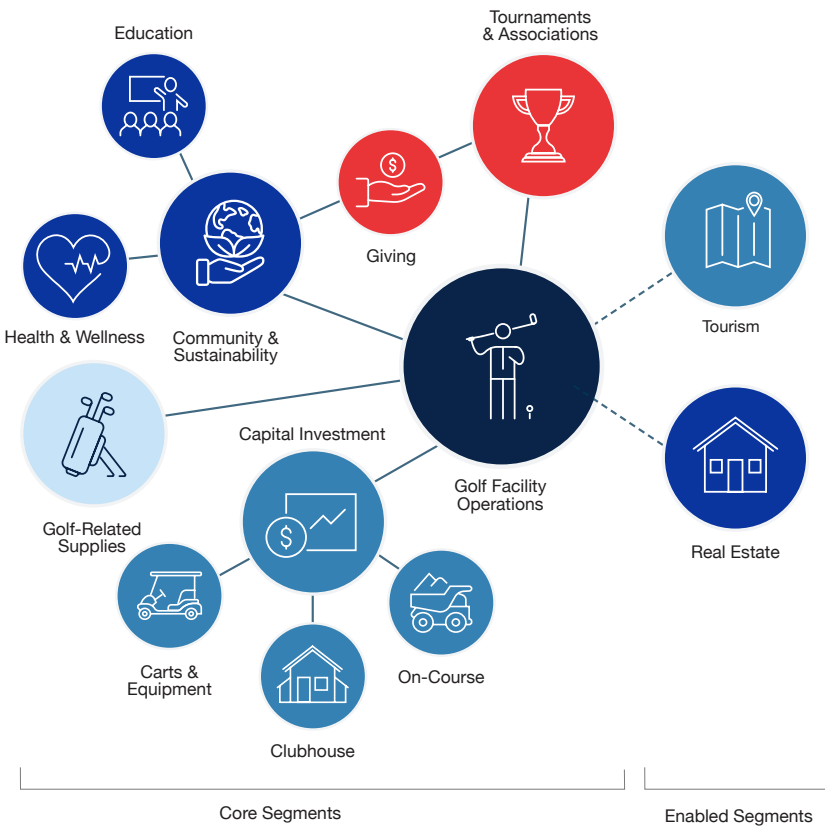 Tournaments
& Associations
Education
Giving
Tourism
Health & Wellness
Community &
Sustainability
Capital Investment
Golf Facility
Operations
Golf-Related
Supplies
Real Estate
Carts &
Equipment
On-Course
Clubhouse
Core Segments
Enabled Segments